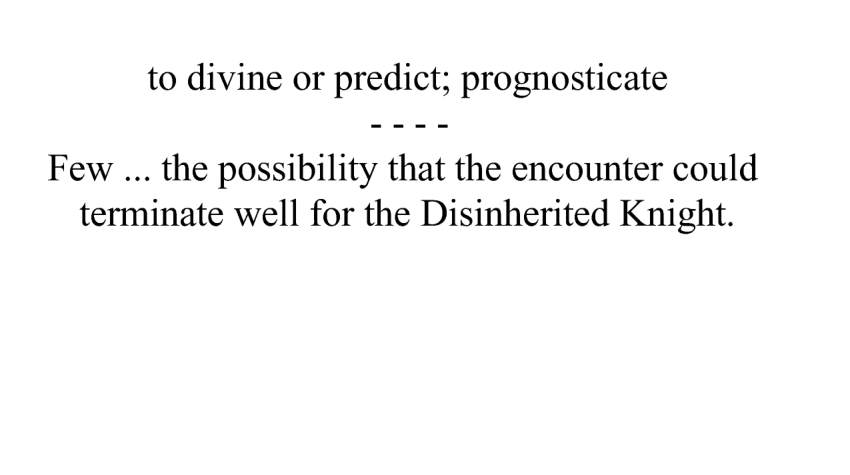 to divine or predict; prognosticate
- - - -
Few ... the possibility that the encounter could
terminate well for the Disinherited Knight.